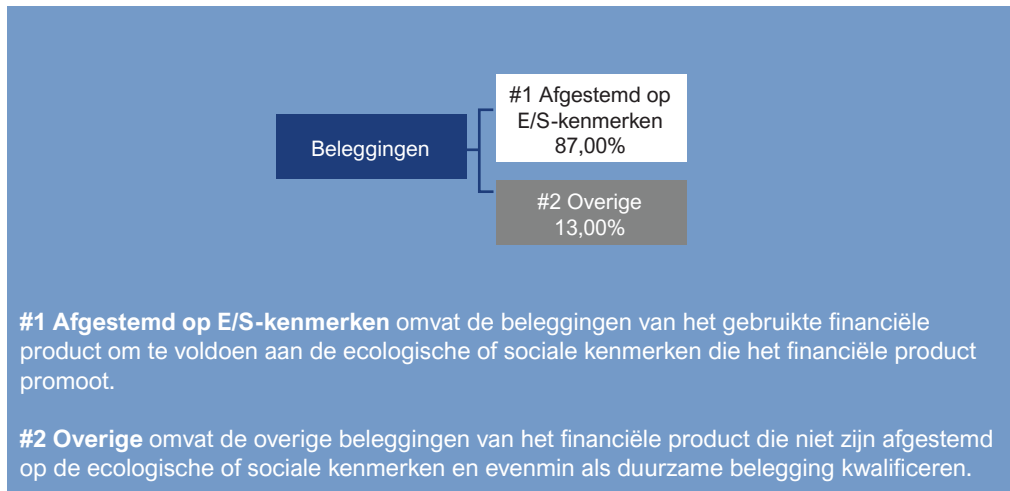 #1 Afgestemd op
E/S-kenmerken
87,00%
Beleggingen
#2 Overige
13,00%
#1 Afgestemd op E/S-kenmerken omvat de beleggingen van het gebruikte financiële
product om te voldoen aan de ecologische of sociale kenmerken die het financiële product
promoot.
#2 Overige omvat de overige beleggingen van het financiële product die niet zijn afgestemd
op de ecologische of sociale kenmerken en evenmin als duurzame belegging kwalificeren.